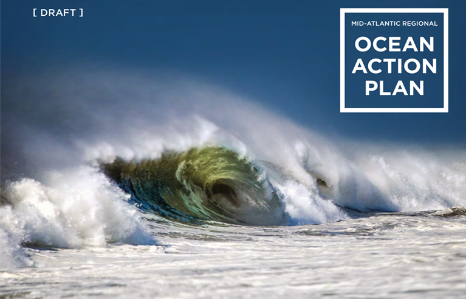 [ DRAFT ]
MID-ATLANTIC REGIONAL
OCEAN
ACTION
PLAN